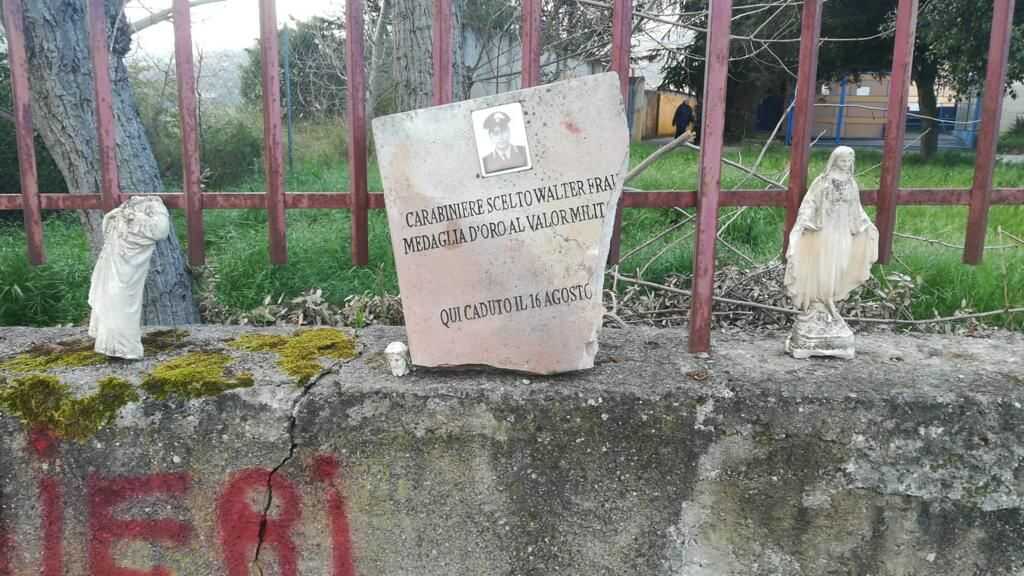 CARABINIERE SCELTO WALTER FRA
MEDAGLIA D'ORO AL VALOR MILIT
QUI CADUTO IL 16 AGOSTO
IERI